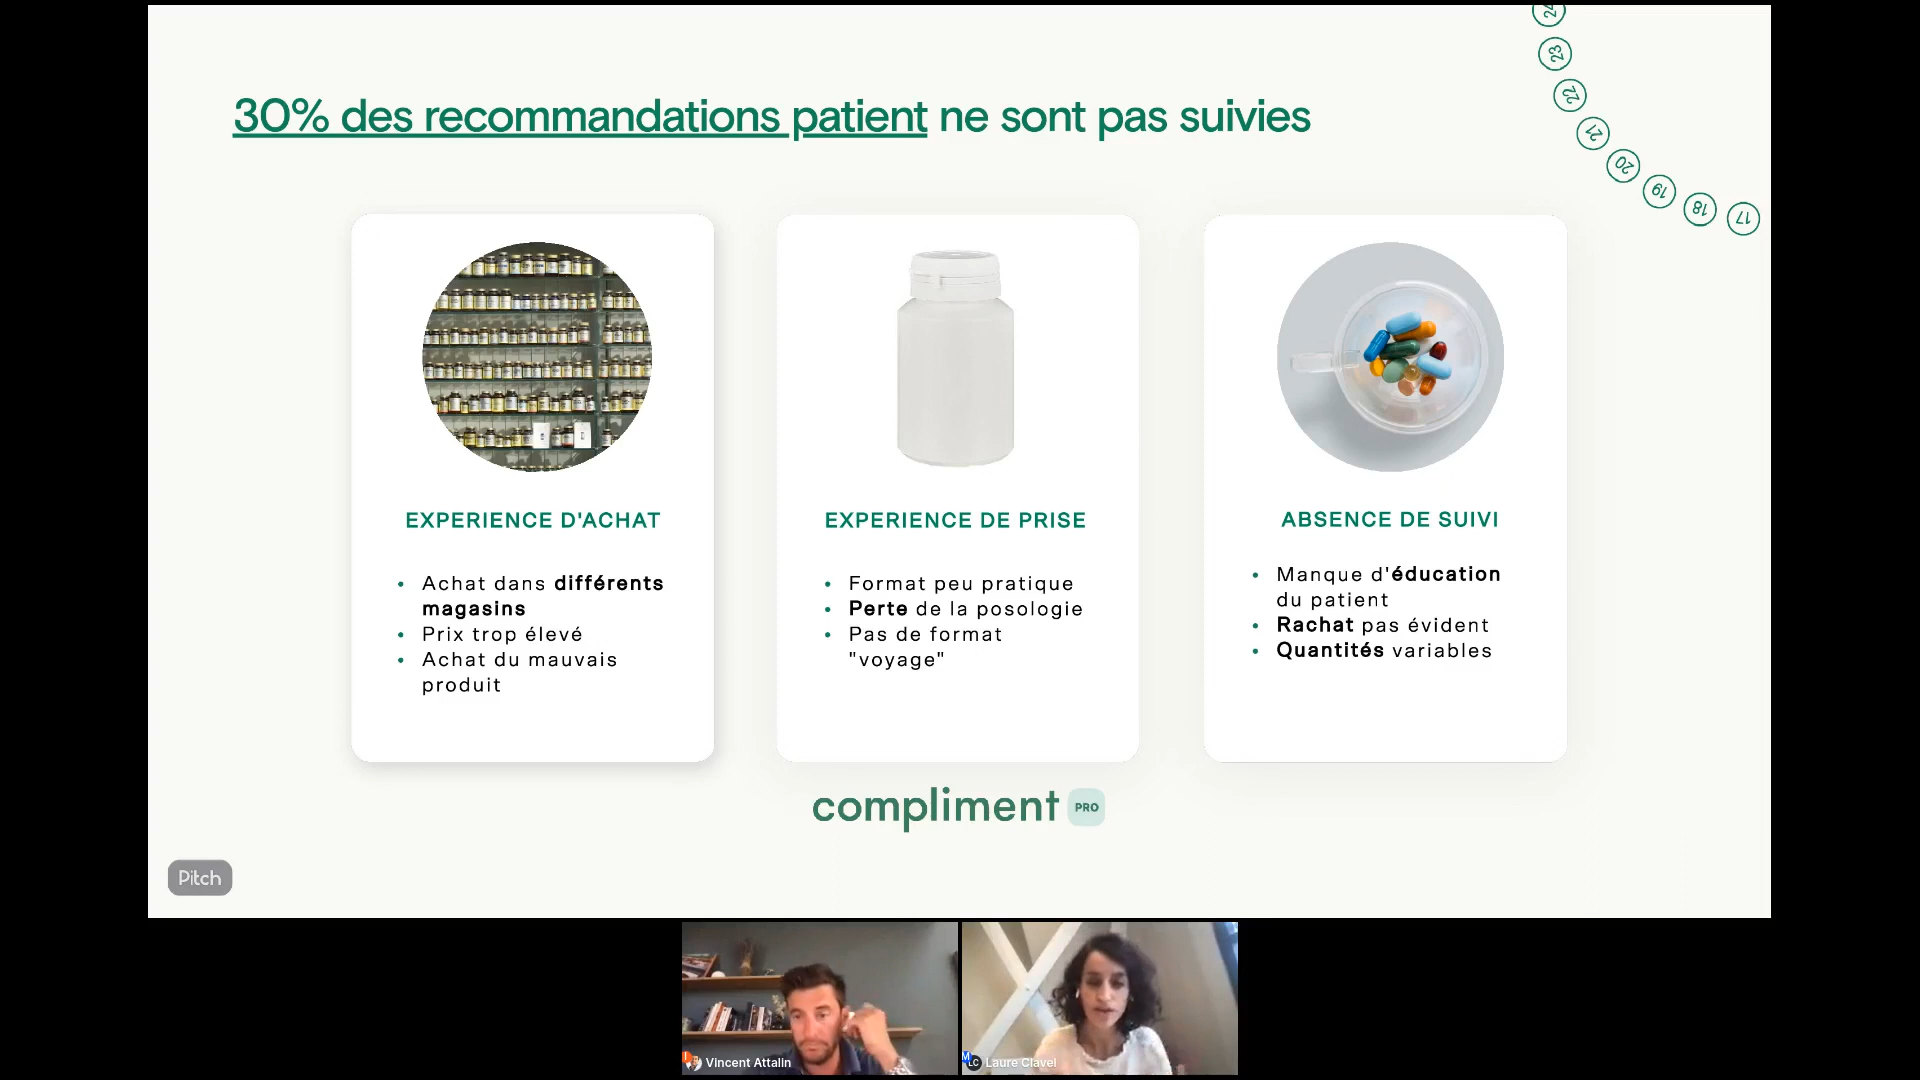 30% des recommandations patient ne sont pas suivies
24
23
22
21
20
19
18
17
EXPERIENCE D'ACHAT
• Achat dans différents
magasins
• Prix trop élevé
• Achat du mauvais
produit
EXPERIENCE DE PRISE
• Format peu pratique
• Perte de la posologie
• Pas de format
"voyage"
ABSENCE DE SUIVI
• Manque d'éducation
du patient
• Rachat pas évident
• Quantités variables
compliment PRO
Pitch
Vincent Attalin
LC Laure Clavel